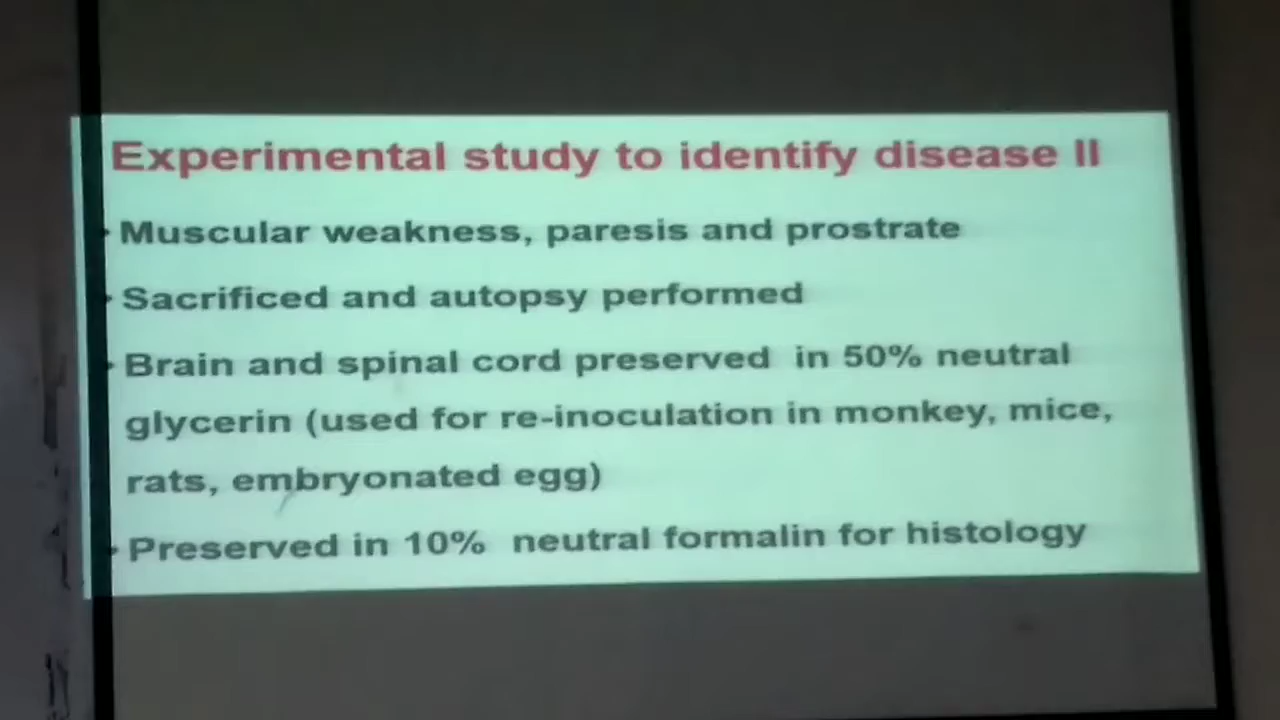 Experimental study to identify disease II
Muscular weakness, paresis and prostrate
Sacrificed and autopsy performed
Brain and spinal cord preserved in 50% neutral
glycerin (used for re-inoculation in monkey, mice,
rats, embryonated egg)
Preserved in 10% neutral formalin for histology